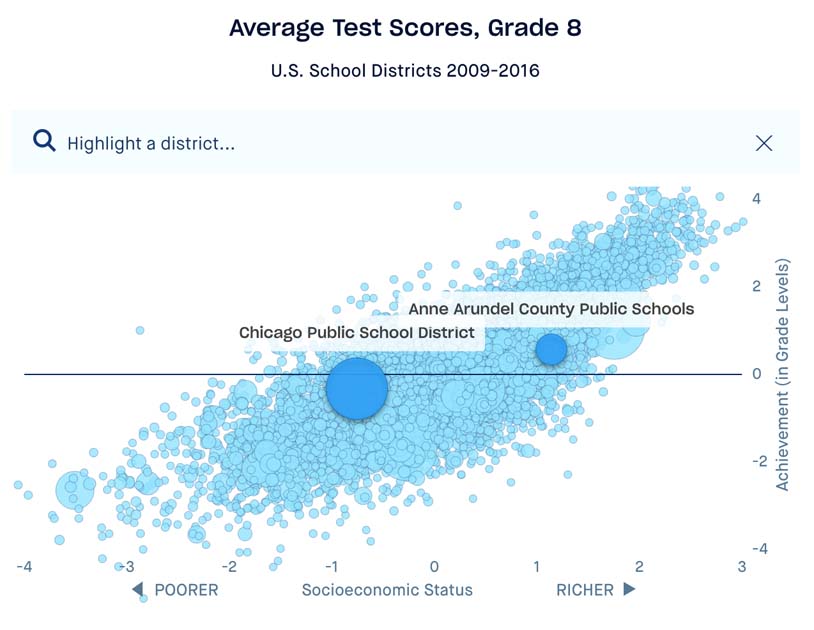 Average Test Scores, Grade 8
U.S. School Districts 2009-2016
Highlight a district...
4
2
Anne Arundel County Public Schools
Chicago Public School District
0
-2
-4
Achievement (in Grade Levels)
-4 -3 -2 -1 0 1 2 3
POORER Socioeconomic Status RICHER